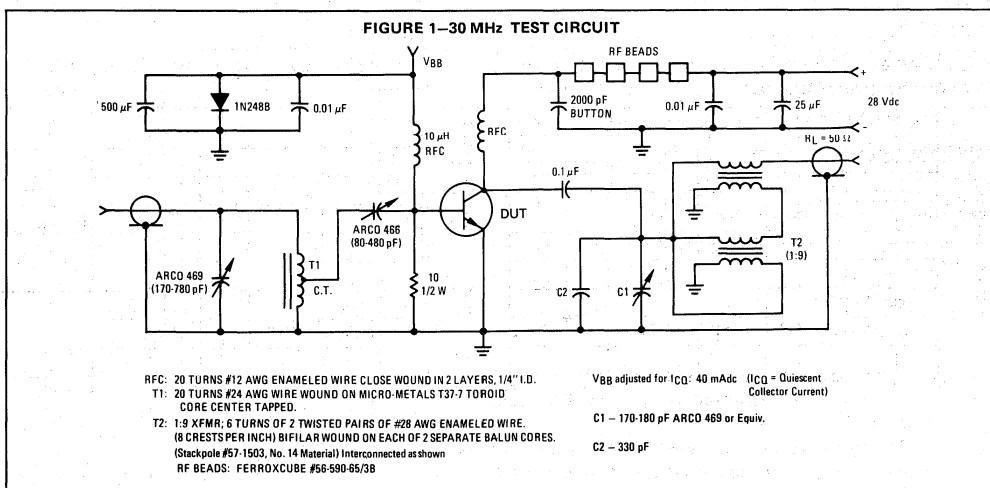 FIGURE 1—30 MHz TEST CIRCUIT
VBB
RF BEADS
500 µF
1N248B
0.01 µF
10 µH
RFC
RFC
2000 pF
BUTTON
0.01 µF
25 µF
+
28 Vdc
-
RL = 50 Ω
0.1 µF
DUT
ARCO 466
(80-480 pF)
ARCO 469
(170-780 pF)
T1
C.T.
10
1/2 W
C2
C1
T2
(1:9)
RFC: 20 TURNS #12 AWG ENAMELED WIRE CLOSE WOUND IN 2 LAYERS, 1/4" I.D.
T1: 20 TURNS #24 AWG WIRE WOUND ON MICRO-METALS T37-7 TOROID
CORE CENTER TAPPED.
T2: 1:9 XFMR; 6 TURNS OF 2 TWISTED PAIRS OF #28 AWG ENAMELED WIRE.
(8 CRESTS PER INCH) BIFILAR WOUND ON EACH OF 2 SEPARATE BALUN CORES.
(Stackpole #57-1503, No. 14 Material) Interconnected as shown
RF BEADS: FERROXCUBE #56-590-65/3B
VBB adjusted for ICQ: 40 mAdc (ICQ = Quiescent
Collector Current)
C1 – 170-180 pF ARCO 469 or Equiv.
C2 – 330 pF